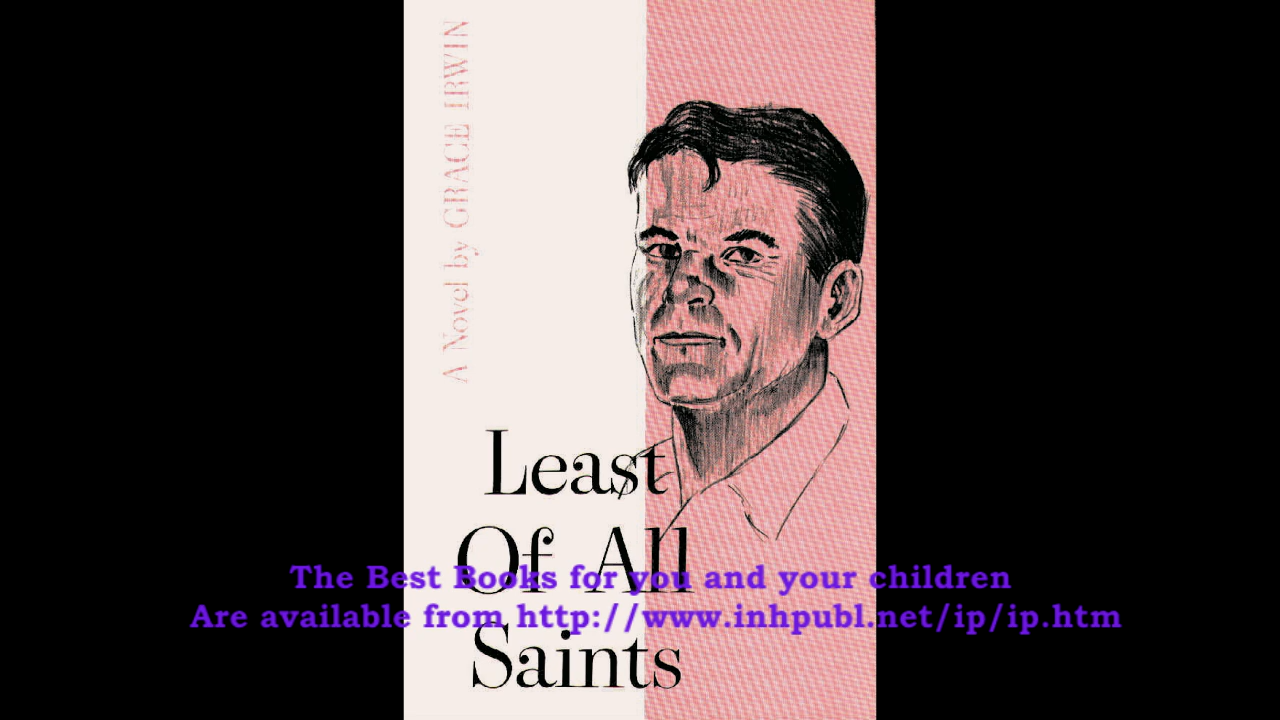 A Novel by GRACE IRWIN
Least
Of All
Saints
The Best Books for you and your children
Are available from http://www.inhpubl.net/ip/ip.htm